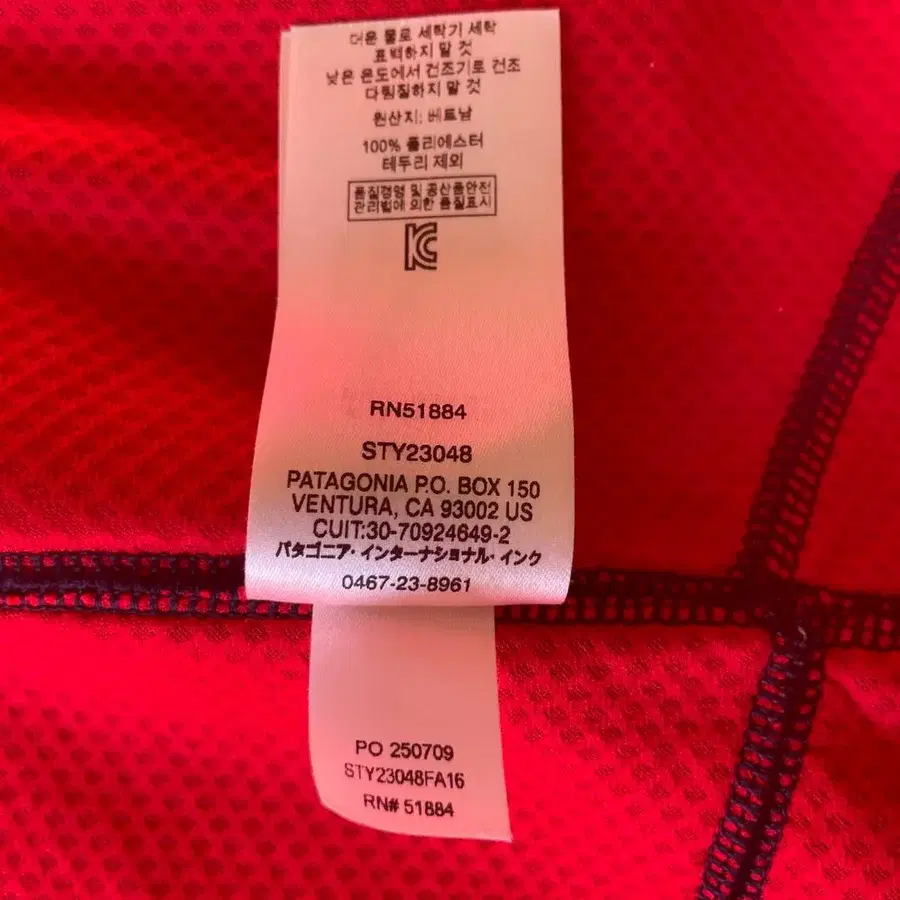 더운 물로 세탁기 세탁
표백하지 말 것
낮은 온도에서 건조기로 건조
다림질하지 말 것
원산지: 베트남
100% 폴리에스터
테두리 제외
품질경영 및 공산품안전
관리법에 의한 품질표시
KC
RN51884
STY23048
PATAGONIA P.O. BOX 150
VENTURA, CA 93002 US
CUIT:30-70924649-2
パタゴニア・インターナショナル・インク
0467-23-8961
PO 250709
STY23048FA16
RN# 51884